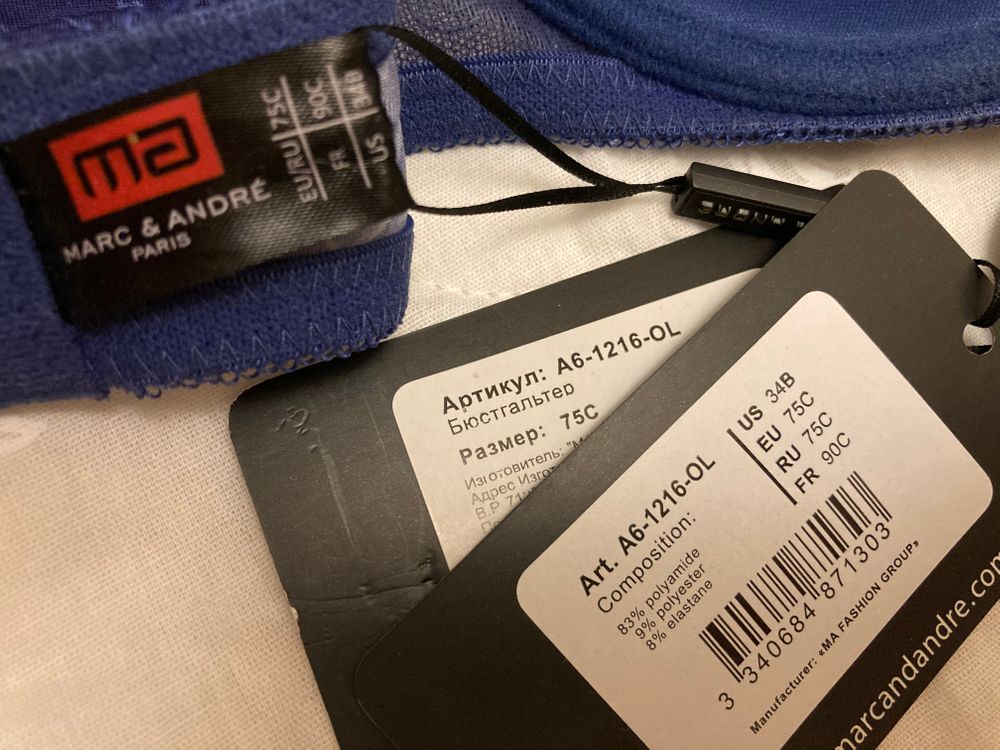 ma
MARC & ANDRÉ
PARIS
EU/RU 75C
FR 90C
US 34B
Артикул: A6-1216-OL
Бюстгальтер
Размер: 75C
Изготовитель: "М
Адрес Изгот
В.Р. 71
Art. A6-1216-OL
Composition:
83% polyamide
9% polyester
8% elastane
US 34B
EU 75C
RU 75C
FR 90C
3 340684 871303
Manufacturer: «MA FASHION GROUP»
marcandandre.com